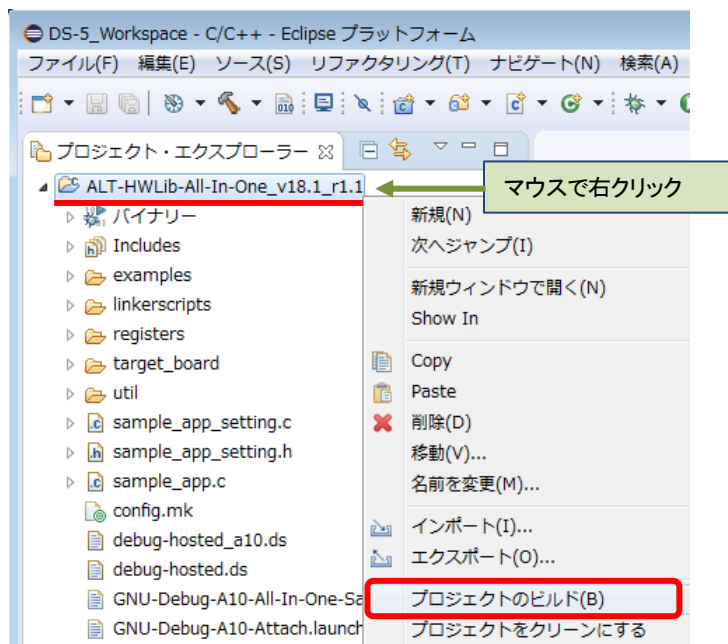 DS-5_Workspace - C/C++ - Eclipse プラットフォーム
ファイル(F) 編集(E) ソース(S) リファクタリング(T) ナビゲート(N) 検索(A)
プロジェクト・エクスプローラー
ALT-HWLib-All-In-One_v18.1_r1.1
マウスで右クリック
バイナリー
Includes
examples
linkerscripts
registers
target_board
util
sample_app_setting.c
sample_app_setting.h
sample_app.c
config.mk
debug-hosted_a10.ds
debug-hosted.ds
GNU-Debug-A10-All-In-One-Sa
GNU-Debug-A10-Attach.launch
新規(N)
次へジャンプ(I)
新規ウィンドウで開く(N)
Show In
Copy
Paste
削除(D)
移動(V)...
名前を変更(M)...
インポート(I)...
エクスポート(O)...
プロジェクトのビルド(B)
プロジェクトをクリーンにする